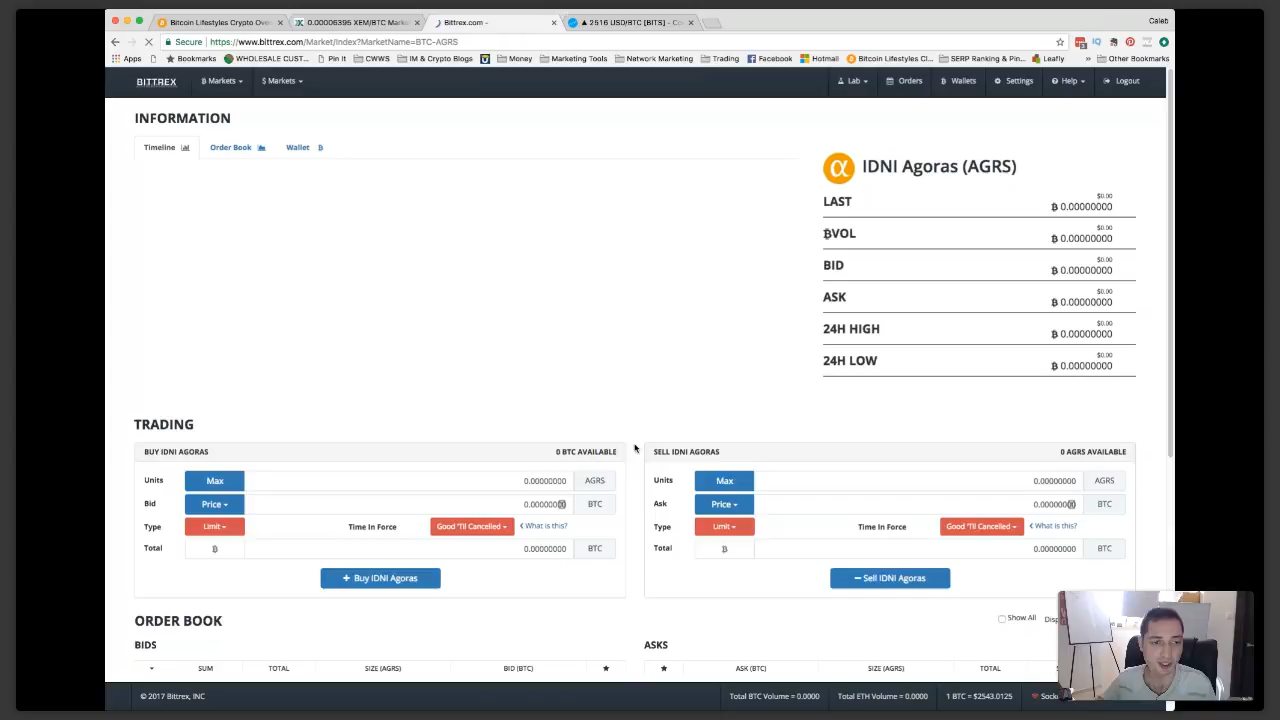 Bitcoin Lifestyles Crypto Ove
0.00006395 XEM/BTC Market
Bittrex.com -
▲ 2516 USD/BTC [BITS] - Co
Caleb
Secure https://www.bittrex.com/Market/Index?MarketName=BTC-AGRS
Apps Bookmarks WHOLESALE CUST... Pin It CWWS IM & Crypto Blogs Money Marketing Tools Network Marketing Trading Facebook Hotmail Bitcoin Lifestyles Cl... SERP Ranking & Pin... Leafly » Other Bookmarks
BITTREX B Markets $ Markets Lab Orders B Wallets Settings Help Logout
INFORMATION
Timeline Order Book Wallet B
α IDNI Agoras (AGRS)
$0.00
LAST Ƀ 0.00000000
$0.00
ɃVOL Ƀ 0.00000000
$0.00
BID Ƀ 0.00000000
$0.00
ASK Ƀ 0.00000000
$0.00
24H HIGH Ƀ 0.00000000
$0.00
24H LOW Ƀ 0.00000000
TRADING
BUY IDNI AGORAS 0 BTC AVAILABLE
Units Max 0.00000000 AGRS
Bid Price 0.00000000 BTC
Type Limit Time In Force Good 'Til Cancelled What is this?
Total Ƀ 0.00000000 BTC
+ Buy IDNI Agoras
SELL IDNI AGORAS 0 AGRS AVAILABLE
Units Max 0.00000000 AGRS
Ask Price 0.00000000 BTC
Type Limit Time In Force Good 'Til Cancelled What is this?
Total Ƀ 0.00000000 BTC
− Sell IDNI Agoras
ORDER BOOK
Show All
BIDS
SUM TOTAL SIZE (AGRS) BID (BTC)
ASKS
ASK (BTC) SIZE (AGRS) TOTAL
© 2017 Bittrex, INC
Total BTC Volume = 0.0000 Total ETH Volume = 0.0000 1 BTC = $2543.0125